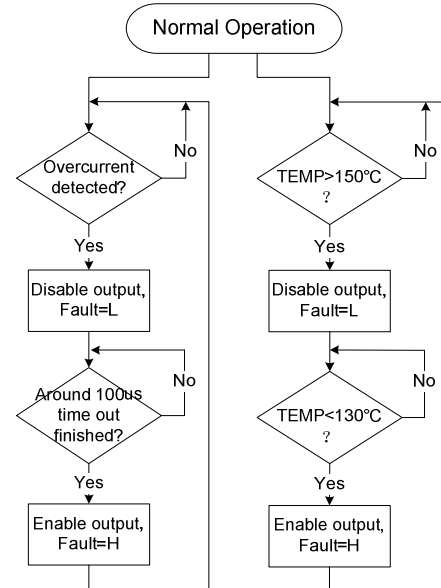 Normal Operation
Overcurrent
detected?
No
Yes
Disable output,
Fault=L
Around 100us
time out
finished?
No
Yes
Enable output,
Fault=H
TEMP>150℃
?
No
Yes
Disable output,
Fault=L
TEMP<130℃
?
No
Yes
Enable output,
Fault=H